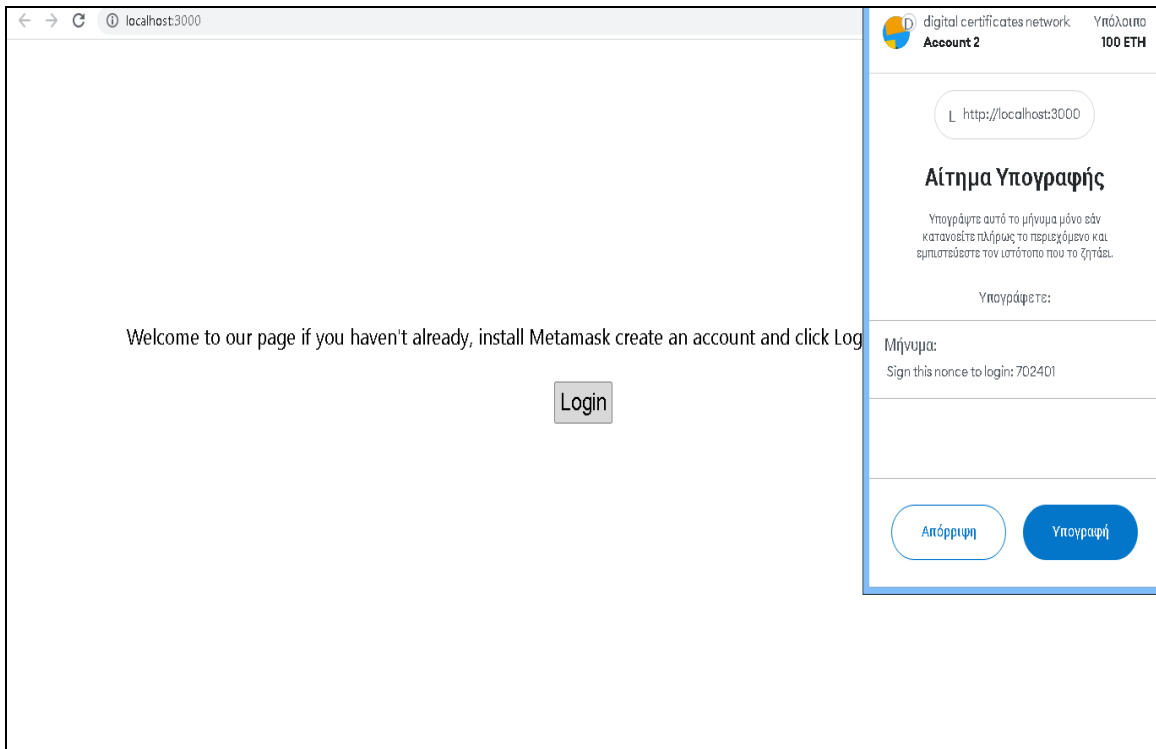 localhost:3000
digital certificates network Υπόλοιπο
Account 2 100 ETH
D
L http://localhost:3000
Αίτημα Υπογραφής
Υπογράψτε αυτό το μήνυμα μόνο εάν
κατανοείτε πλήρως το περιεχόμενο και
εμπιστεύεστε τον ιστότοπο που το ζητάει.
Υπογράφετε:
Welcome to our page if you haven't already, install Metamask create an account and click Log
Μήνυμα:
Sign this nonce to login: 702401
Login
Απόρριψη Υπογραφή